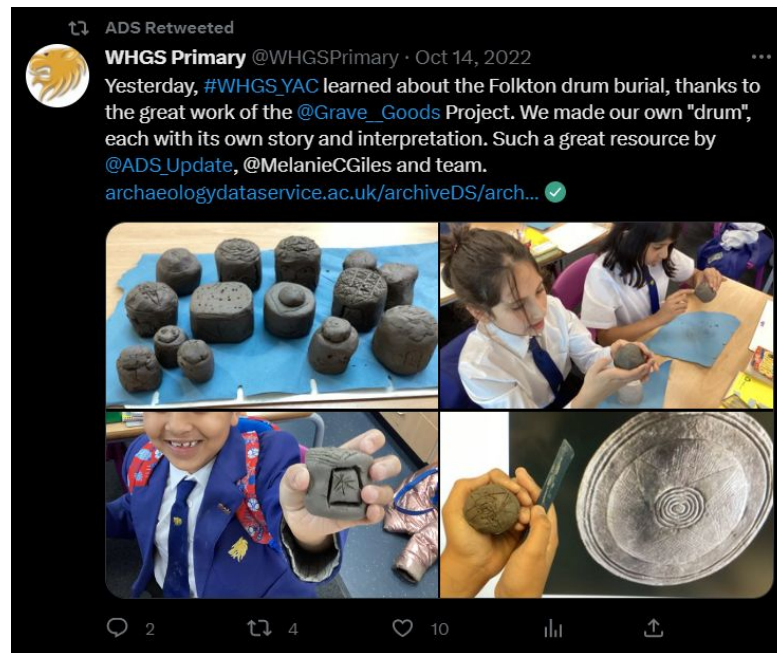 ADS Retweeted
WHGS Primary @WHGSPrimary · Oct 14, 2022
Yesterday, #WHGS_YAC learned about the Folkton drum burial, thanks to
the great work of the @Grave__Goods Project. We made our own "drum",
each with its own story and interpretation. Such a great resource by
@ADS_Update, @MelanieCGiles and team.
archaeologydataservice.ac.uk/archiveDS/arch...
2
4
10